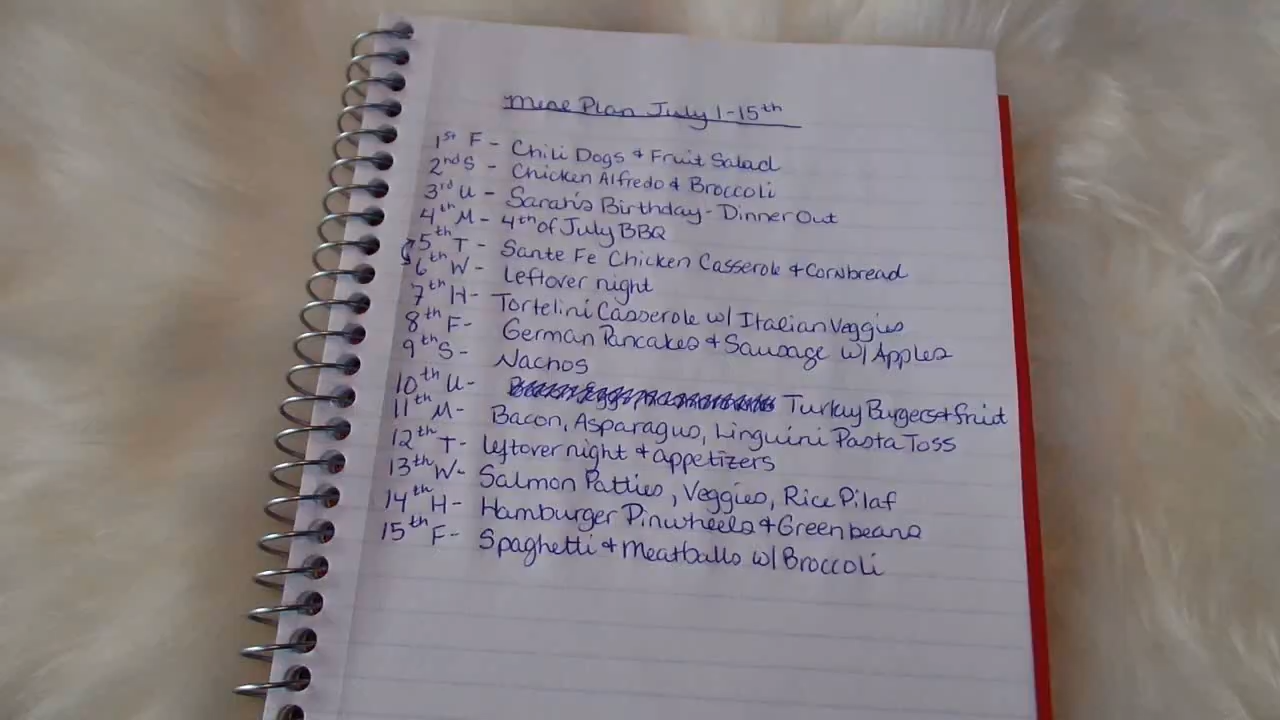 Meal Plan July 1-15th
1st F - Chili Dogs + Fruit Salad
2nd S - Chicken Alfredo + Broccoli
3rd U - Sarah's Birthday - Dinner Out
4th M - 4th of July BBQ
5th T - Sante Fe Chicken Casserole + Cornbread
6th W - Leftover night
7th H - Tortelini Casserole w/ Italian Veggies
8th F - German Pancakes + Sausage w/ Apples
9th S - Nachos
10th U - Turkey Burgers + fruit
11th M - Bacon, Asparagus, Linguini Pasta Toss
12th T - Leftover night + appetizers
13th W - Salmon Patties, Veggies, Rice Pilaf
14th H - Hamburger Pinwheels + Green beans
15th F - Spaghetti + Meatballs w/ Broccoli